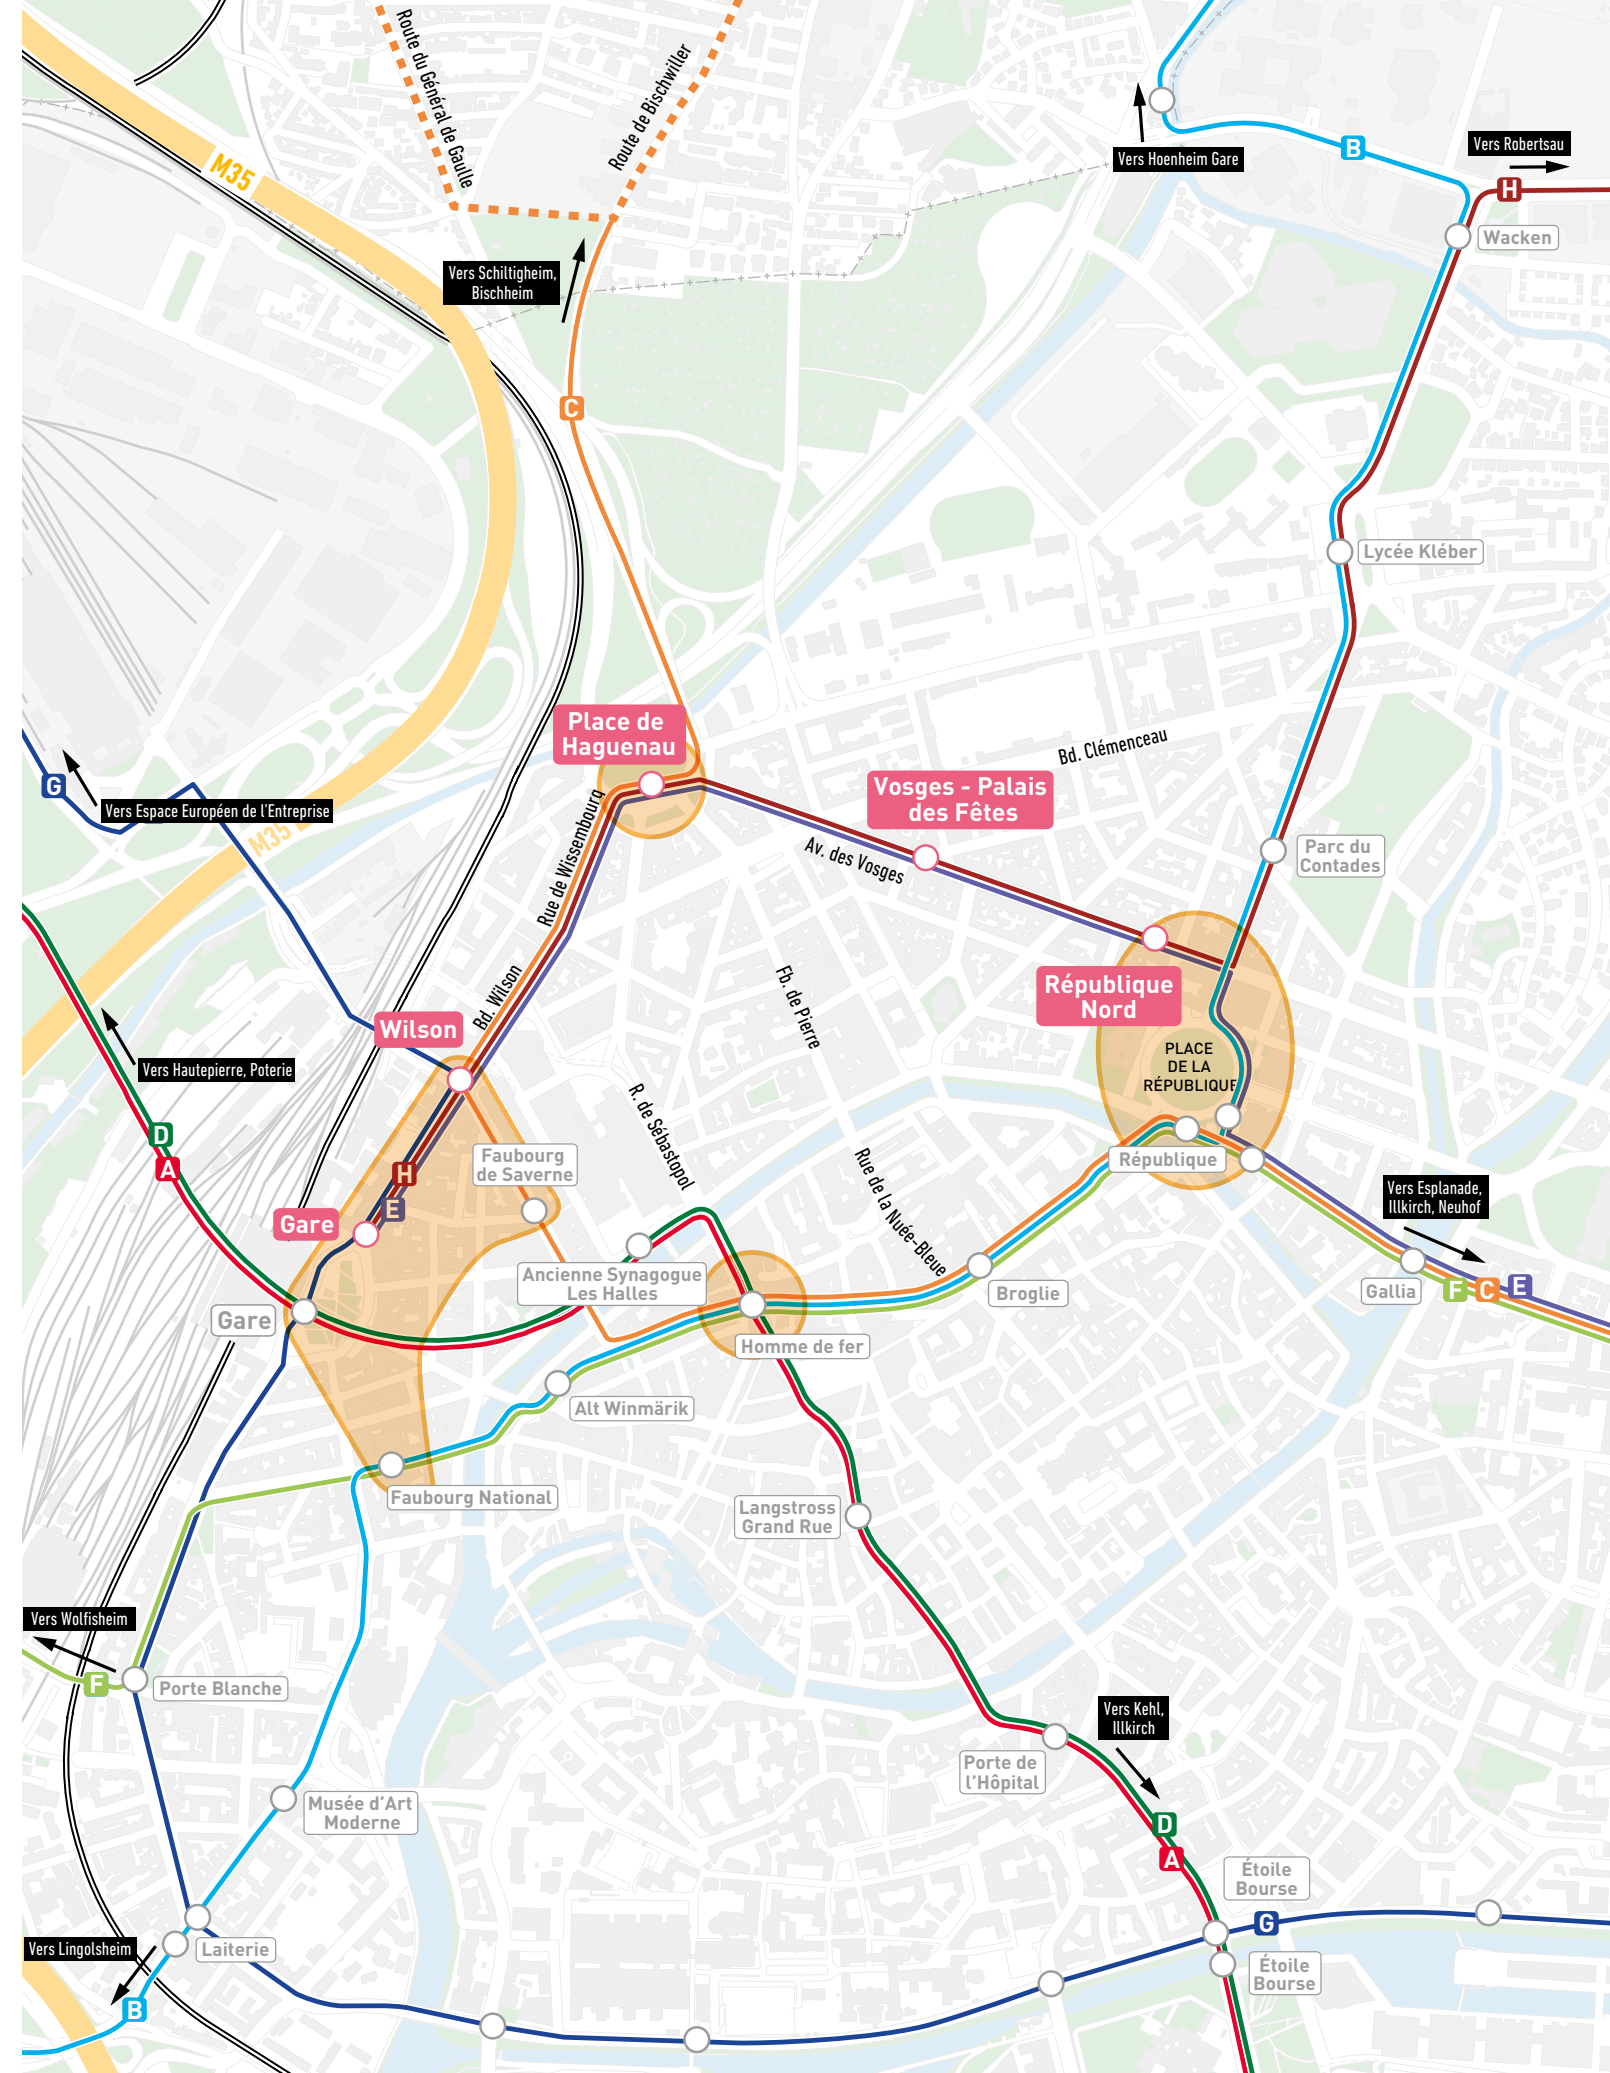 Route du Général de Gaulle
Route de Bischwiller
M35
Vers Hoenheim Gare
B
Vers Robertsau
H
Wacken
Vers Schiltigheim,
Bischheim
C
Lycée Kléber
Place de
Haguenau
Bd. Clémenceau
G
Vers Espace Européen de l'Entreprise
M35
Rue de Wissembourg
Vosges - Palais
des Fêtes
Av. des Vosges
Parc du
Contades
Bd. Wilson
Fb. de Pierre
République
Nord
Wilson
PLACE
DE LA
RÉPUBLIQUE
Vers Hautepierre, Poterie
D
A
R. de Sébastopol
Faubourg
de Saverne
H
E
Gare
Rue de la Nuée-Bleue
République
Vers Esplanade,
Illkirch, Neuhof
Ancienne Synagogue
Les Halles
Broglie
Gallia
F
C
E
Gare
Homme de fer
Alt Winmärik
Faubourg National
Langstross
Grand Rue
Vers Wolfisheim
F
Porte Blanche
Vers Kehl,
Illkirch
Porte de
l'Hôpital
Musée d'Art
Moderne
D
A
Étoile
Bourse
G
Vers Lingolsheim
Laiterie
Étoile
Bourse
B